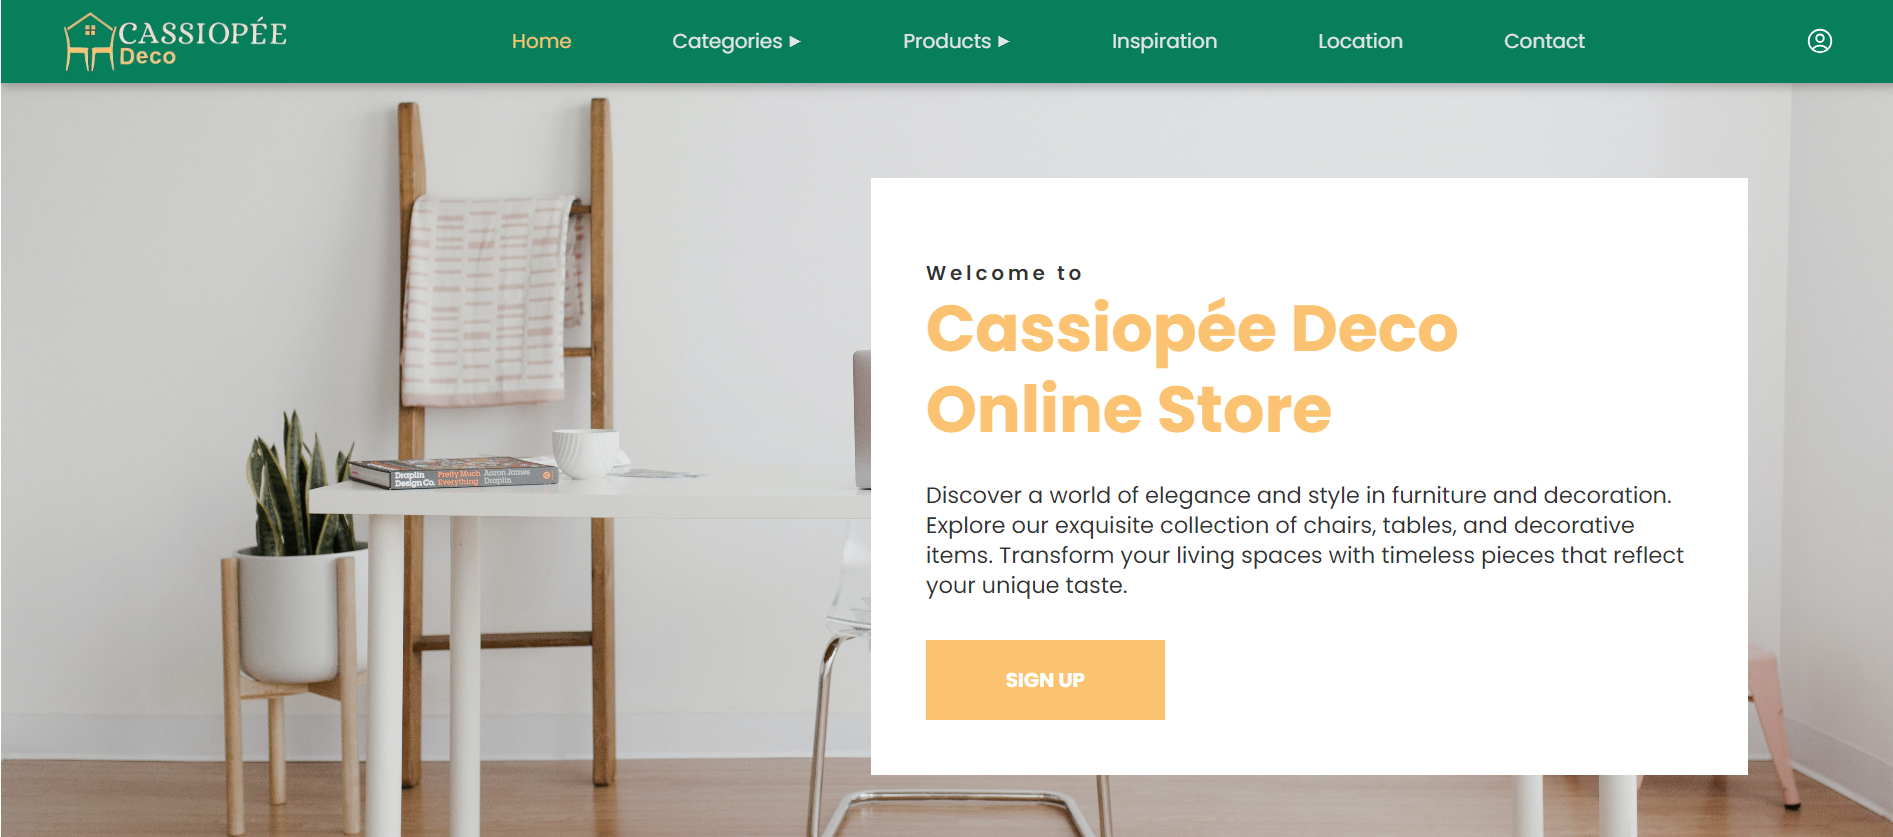 CASSIOPÉE
Deco
Home
Categories ▶
Products ▶
Inspiration
Location
Contact
Welcome to
Cassiopée Deco
Online Store
Discover a world of elegance and style in furniture and decoration.
Explore our exquisite collection of chairs, tables, and decorative
items. Transform your living spaces with timeless pieces that reflect
your unique taste.
SIGN UP
Draplin Pretty Much Aaron James
Design Co. Everything Draplin